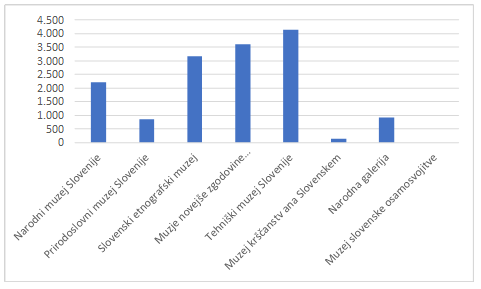 4.500
4.000
3.500
3.000
2.500
2.000
1.500
1.000
500
0
Narodni muzej Slovenije
Prirodoslovni muzej Slovenije
Slovenski etnografski muzej
Muzje novejše zgodovine...
Tehniški muzej Slovenije
Muzej krščanstv ana Slovenskem
Narodna galerija
Muzej slovenske osamosvojitve